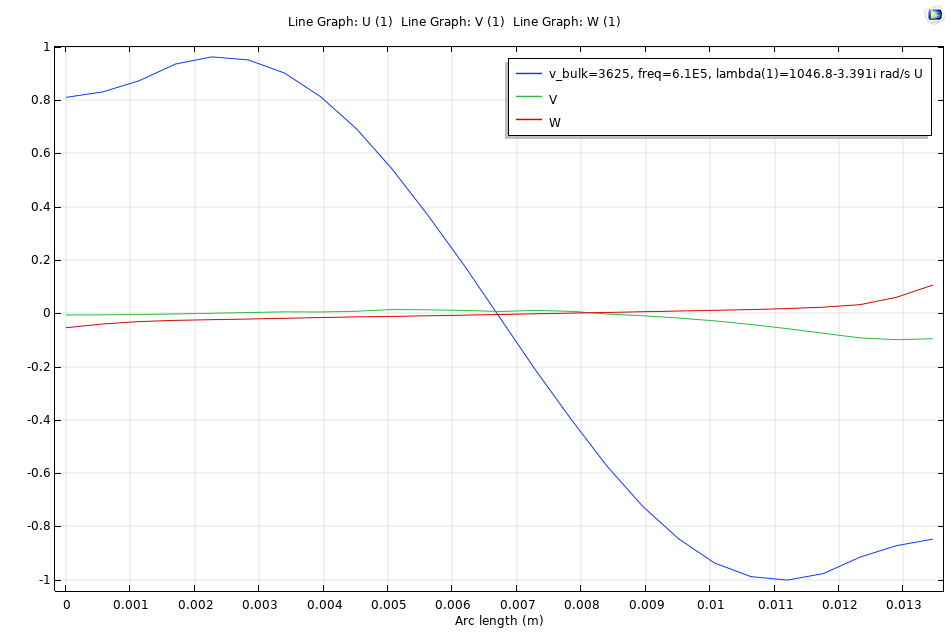 Line Graph: U (1)  Line Graph: V (1)  Line Graph: W (1)
v_bulk=3625, freq=6.1E5, lambda(1)=1046.8-3.391i rad/s U
V
W
1
0.8
0.6
0.4
0.2
0
-0.2
-0.4
-0.6
-0.8
-1
0 0.001 0.002 0.003 0.004 0.005 0.006 0.007 0.008 0.009 0.01 0.011 0.012 0.013
Arc length (m)